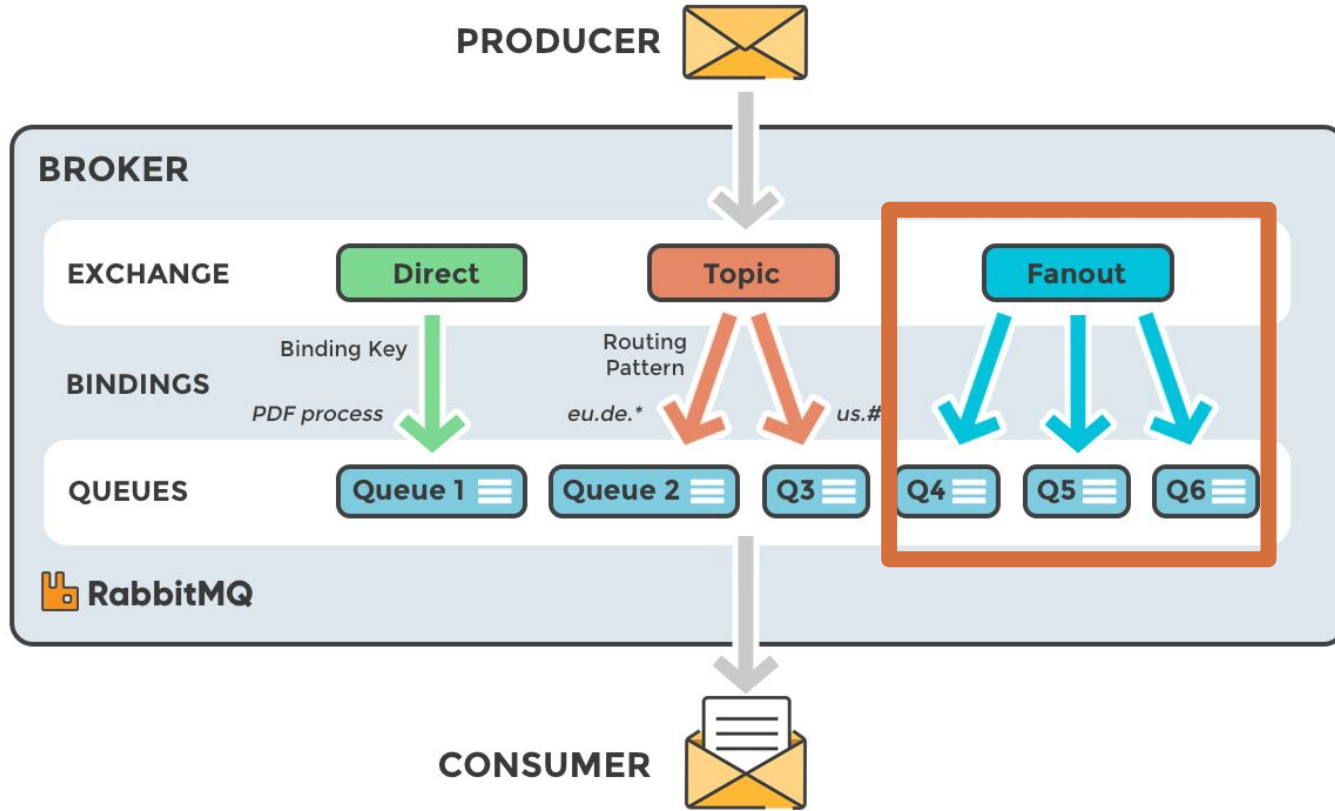 PRODUCER
BROKER
EXCHANGE
Direct
Topic
Fanout
BINDINGS
Binding Key
PDF process
Routing
Pattern
eu.de.*
us.#
QUEUES
Queue 1
Queue 2
Q3
Q4
Q5
Q6
RabbitMQ
CONSUMER